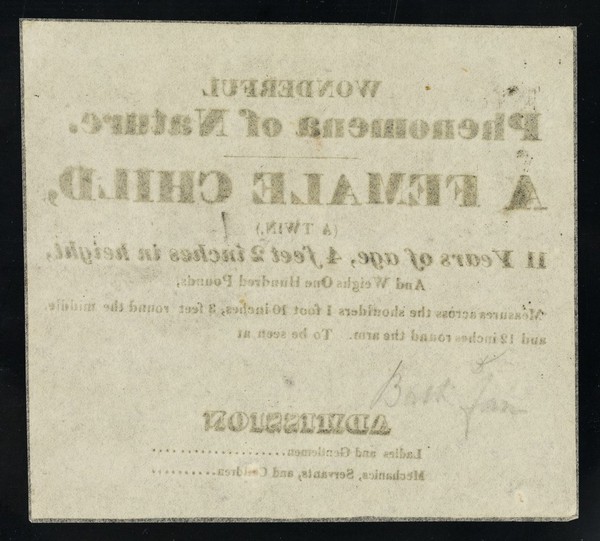 WONDERFUL
Phenomena of Nature.
A FEMALE CHILD,
(A TWIN,)
11 Years of age, 4 feet 2 inches in height,
And Weighs One Hundred Pounds;
Measures across the shoulders 1 foot 10 inches, 3 feet round the middle,
and 12 inches round the arm. To be seen at
ADMISSION
Ladies and Gentlemen
Mechanics, Servants, and Children